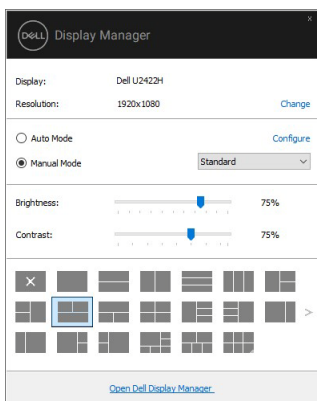 x
DELL Display Manager
Display: Dell U2422H
Resolution: 1920x1080 Change
Auto Mode Configure
Manual Mode Standard
Brightness: 75%
Contrast: 75%
Open Dell Display Manager